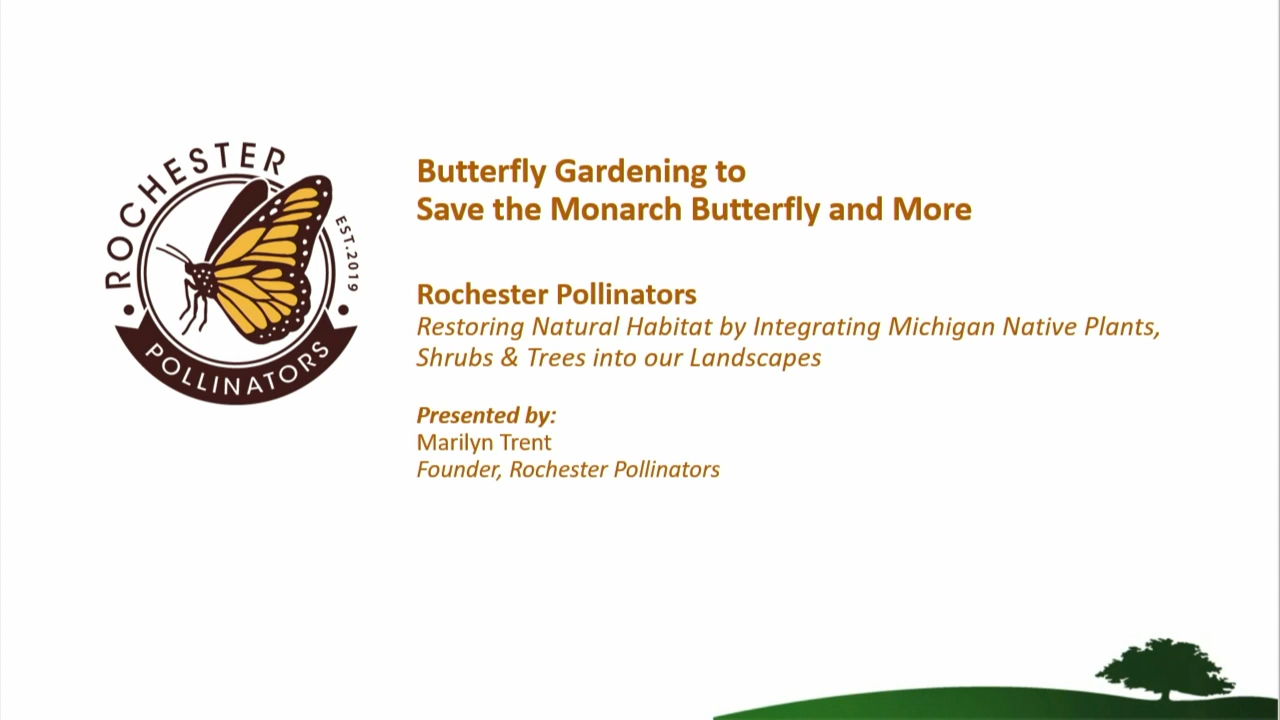 ROCHESTER
EST.2019
POLLINATORS
Butterfly Gardening to
Save the Monarch Butterfly and More
Rochester Pollinators
Restoring Natural Habitat by Integrating Michigan Native Plants,
Shrubs & Trees into our Landscapes
Presented by:
Marilyn Trent
Founder, Rochester Pollinators